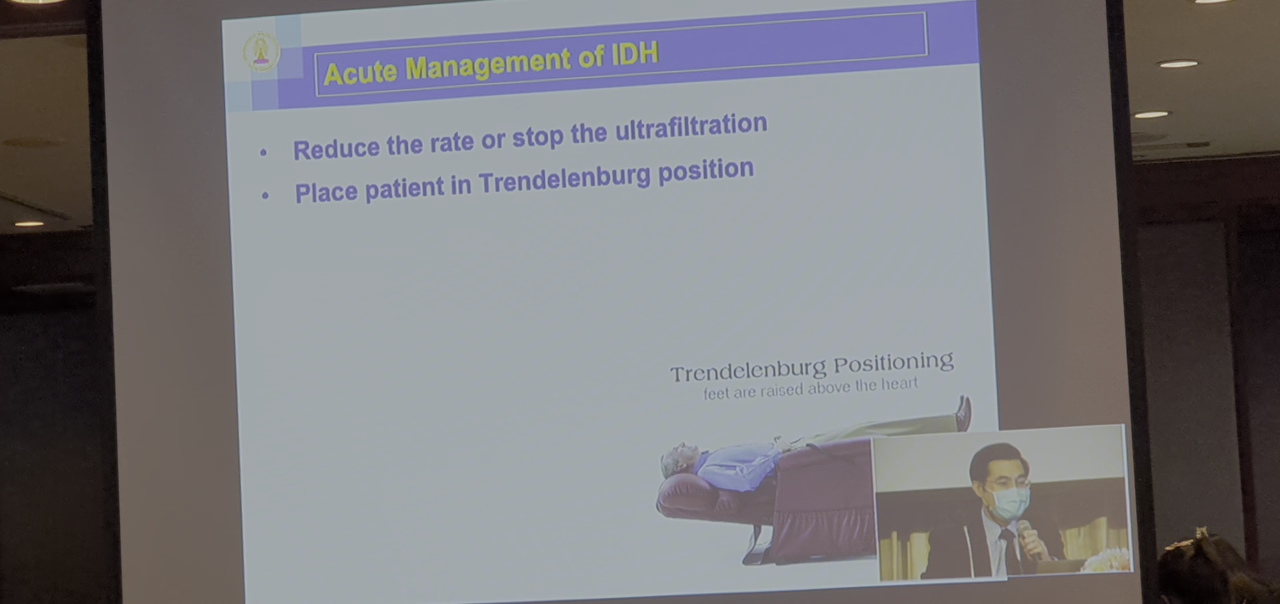 Acute Management of IDH
• Reduce the rate or stop the ultrafiltration
• Place patient in Trendelenburg position
Trendelenburg Positioning
feet are raised above the heart